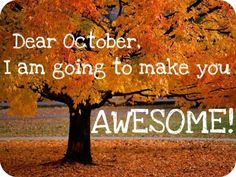 Dear October,
I am going to make you
AWESOME!